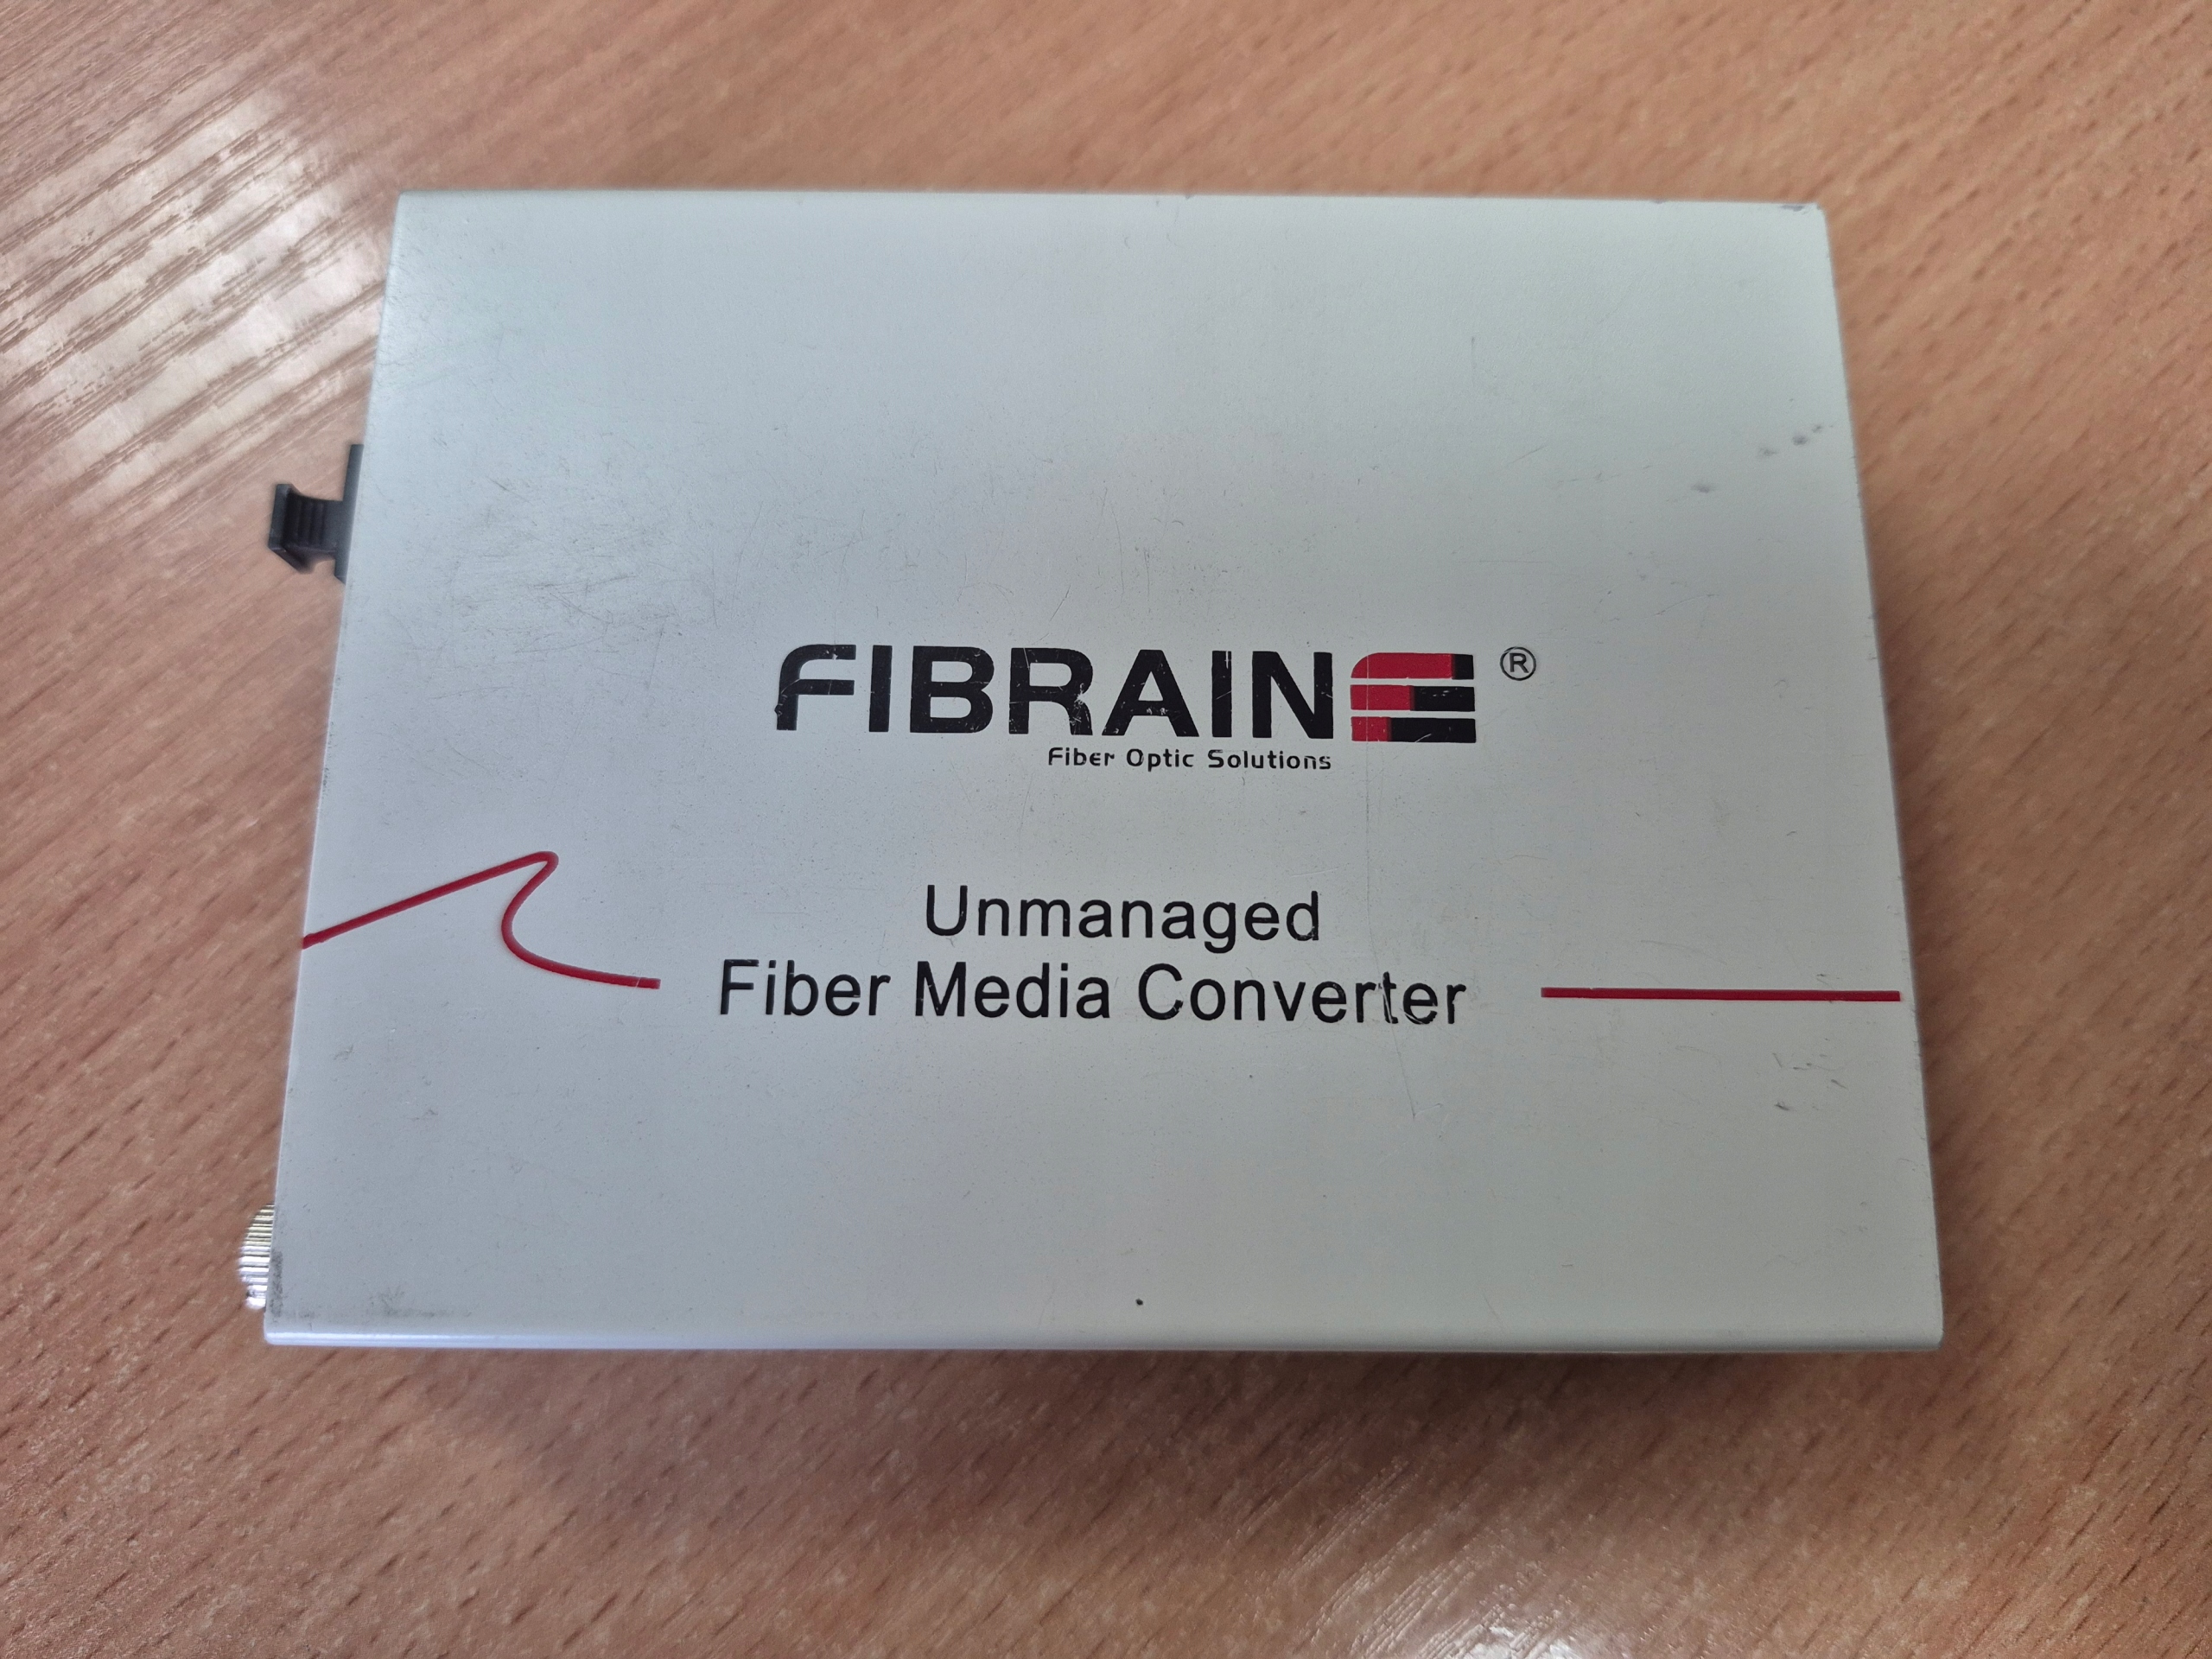 FIBRAIN ®
Fiber Optic Solutions
Unmanaged
Fiber Media Converter